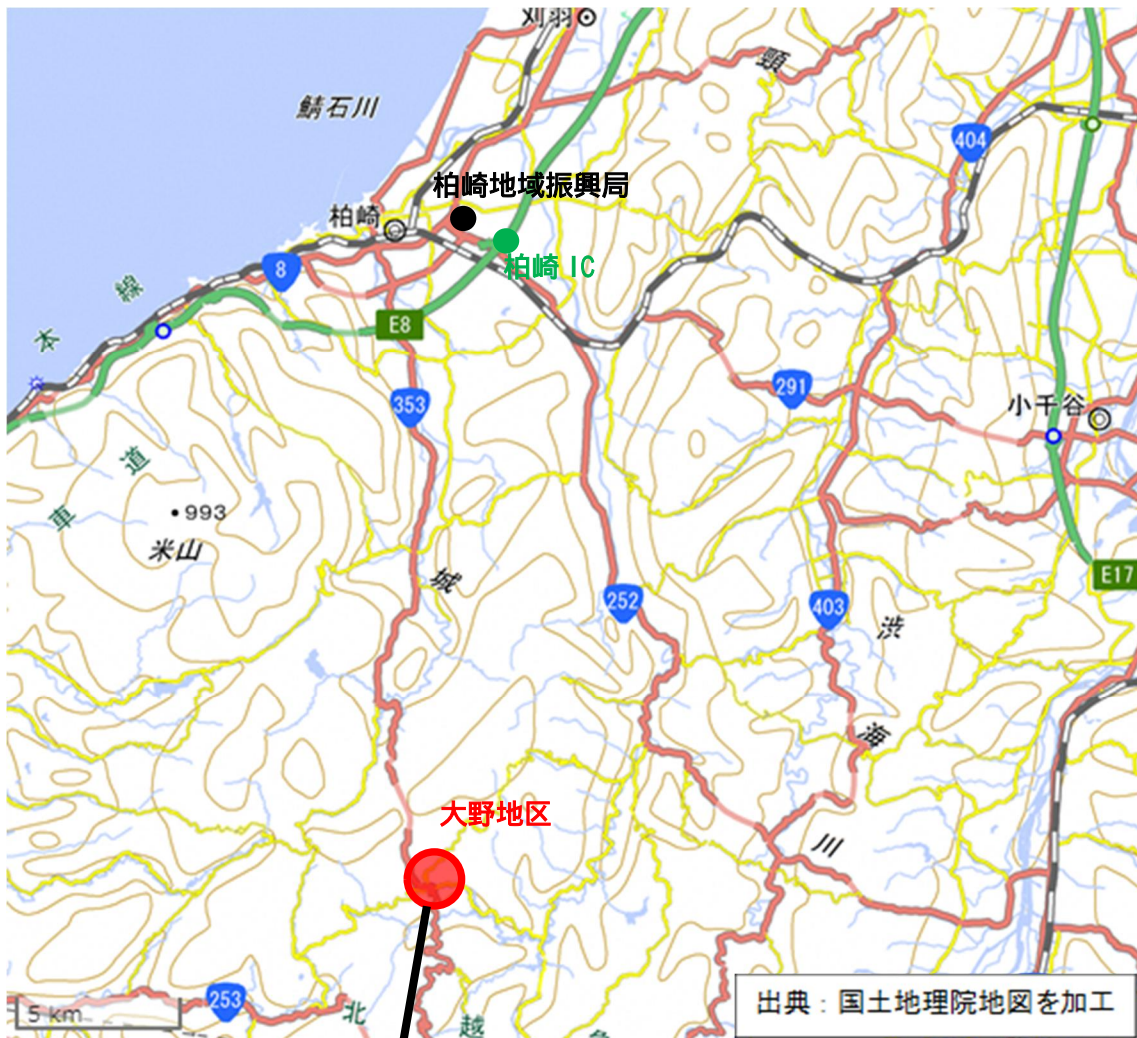 刈羽
頸
鯖石川
404
柏崎地域振興局
柏崎
柏崎 IC
8
線
本
E8
353
291
小千谷
道
車
993
米山
城
252
403
E17
渋
海
川
大野地区
253
5 km
北
越
出典：国土地理院地図を加工